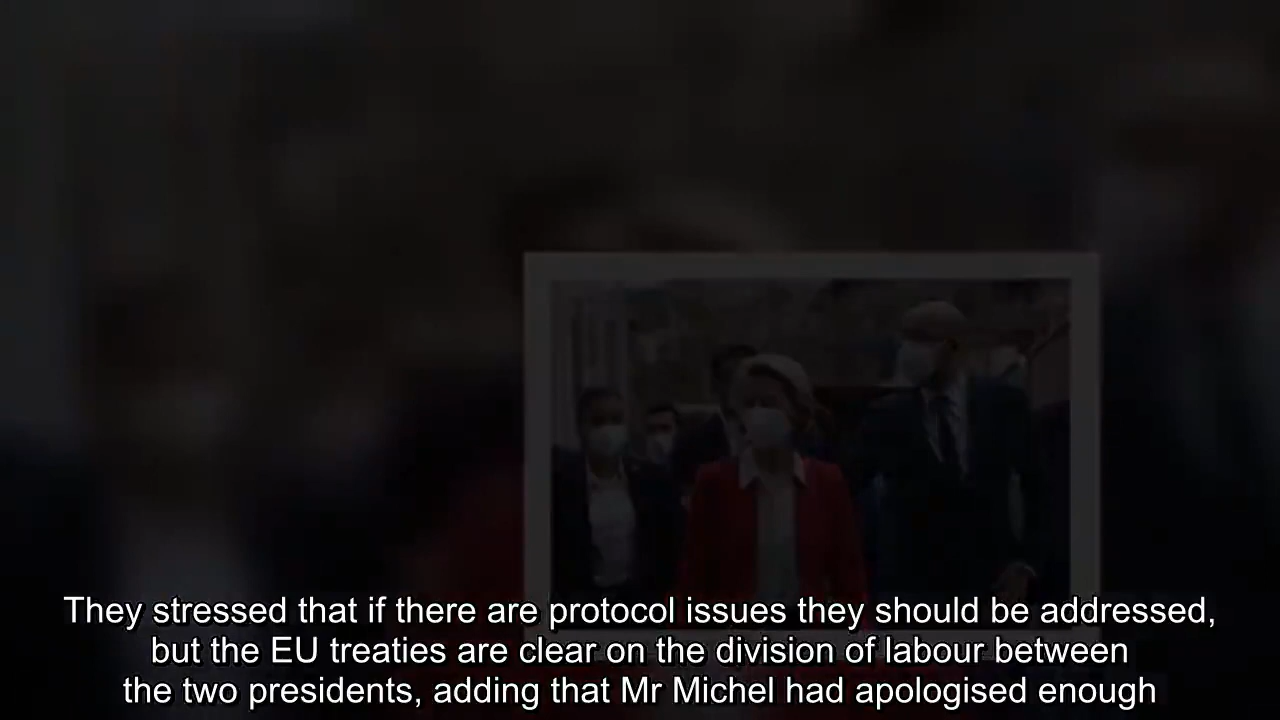 They stressed that if there are protocol issues they should be addressed,
but the EU treaties are clear on the division of labour between
the two presidents, adding that Mr Michel had apologised enough